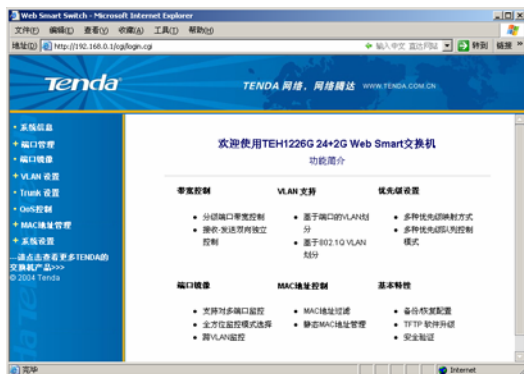 Web Smart Switch - Microsoft Internet Explorer
文件(F) 编辑(E) 查看(V) 收藏(A) 工具(T) 帮助(H)
地址(D) http://192.168.0.1/cgi/login.cgi 输入中文 直达网站 转到 链接 »
Tenda TENDA 网络，网络腾达 WWW.TENDA.COM.CN
• 系统信息
+ 端口管理
• 端口镜像
+ VLAN 设置
• Trunk 设置
• QoS控制
+ MAC地址管理
+ 系统设置
---请点击查看更多TENDA的
交换机产品>>>
© 2004 Tenda
欢迎使用TEH1226G 24+2G Web Smart交换机
功能简介
带宽控制 VLAN 支持 优先级设置
• 分级端口带宽控制
• 接收-发送双向独立
控制
• 基于端口的VLAN划
分
• 基于802.1Q VLAN
划分
• 多种优先级映射方式
• 多种优先级队列控制
模式
端口镜像 MAC地址控制 基本特性
• 支持对多端口监控
• 全方位监控模式选择
• 跨VLAN监控
• MAC地址过滤
• 静态MAC地址管理
• 备份/恢复配置
• TFTP 软件升级
• 安全验证
完毕 Internet